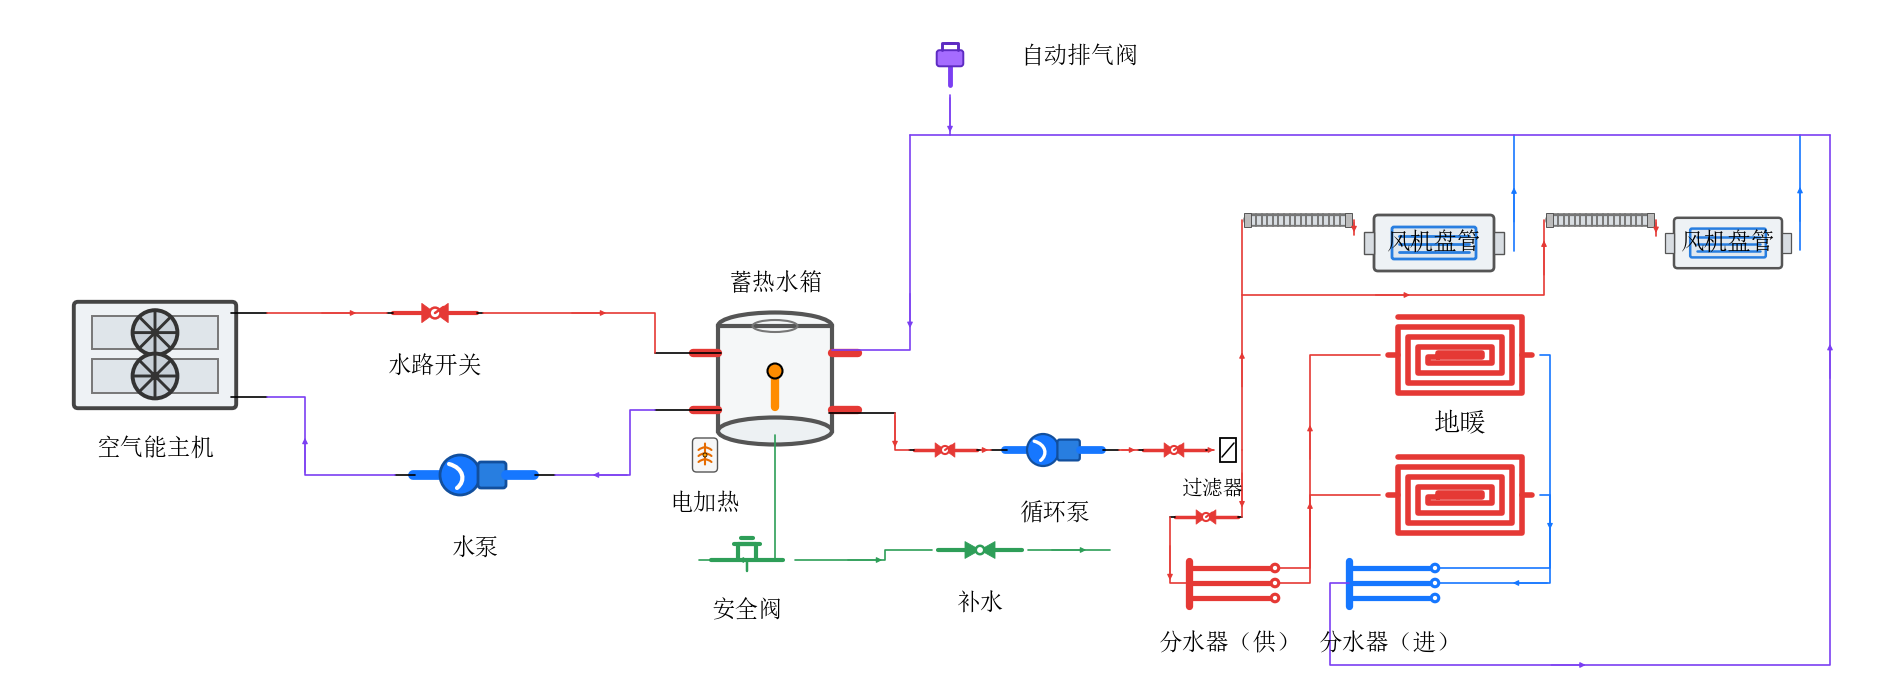 自动排气阀
风机盘管
风机盘管
蓄热水箱
水路开关
地暖
空气能主机
电加热
过滤器
循环泵
水泵
安全阀
补水
分水器（供）
分水器（进）